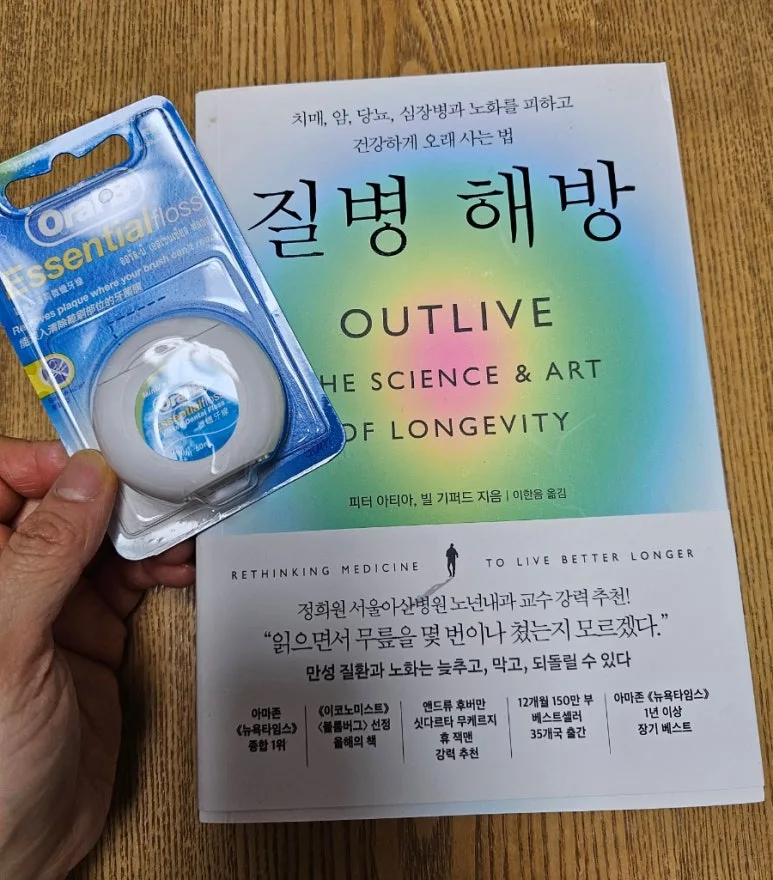 Oral-B
Essentialfloss
Removes plaque where your brush can't reach
Oral-B
Essentialfloss
치매, 암, 당뇨, 심장병과 노화를 피하고
건강하게 오래 사는 법
질병 해방
OUTLIVE
HE SCIENCE & ART
OF LONGEVITY
피터 아티아, 빌 기퍼드 지음 | 이한음 옮김
RETHINKING MEDICINE TO LIVE BETTER LONGER
정희원 서울아산병원 노년내과 교수 강력 추천!
“읽으면서 무릎을 몇 번이나 쳤는지 모르겠다.”
만성 질환과 노화는 늦추고, 막고, 되돌릴 수 있다
아마존
《뉴욕타임스》
종합 1위
《이코노미스트》
〈블룸버그〉 선정
올해의 책
앤드류 후버만
싯다르타 무케르지
휴 잭맨
강력 추천
12개월 150만 부
베스트셀러
35개국 출간
아마존 《뉴욕타임스》
1년 이상
장기 베스트